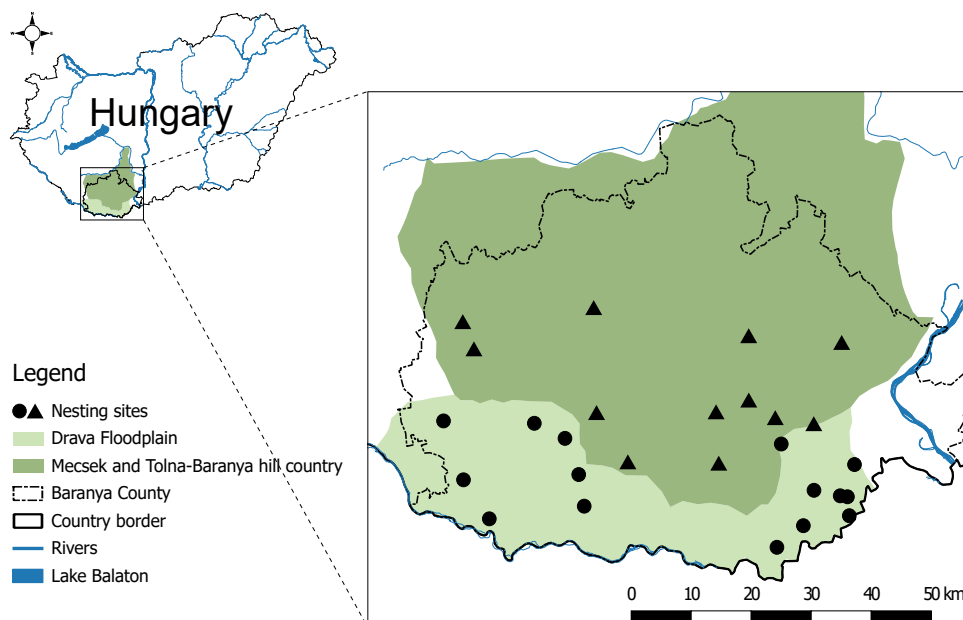 N
W
E
S
Hungary
Legend
Nesting sites
Drava Floodplain
Mecsek and Tolna-Baranya hill country
Baranya County
Country border
Rivers
Lake Balaton
0 10 20 30 40 50 km